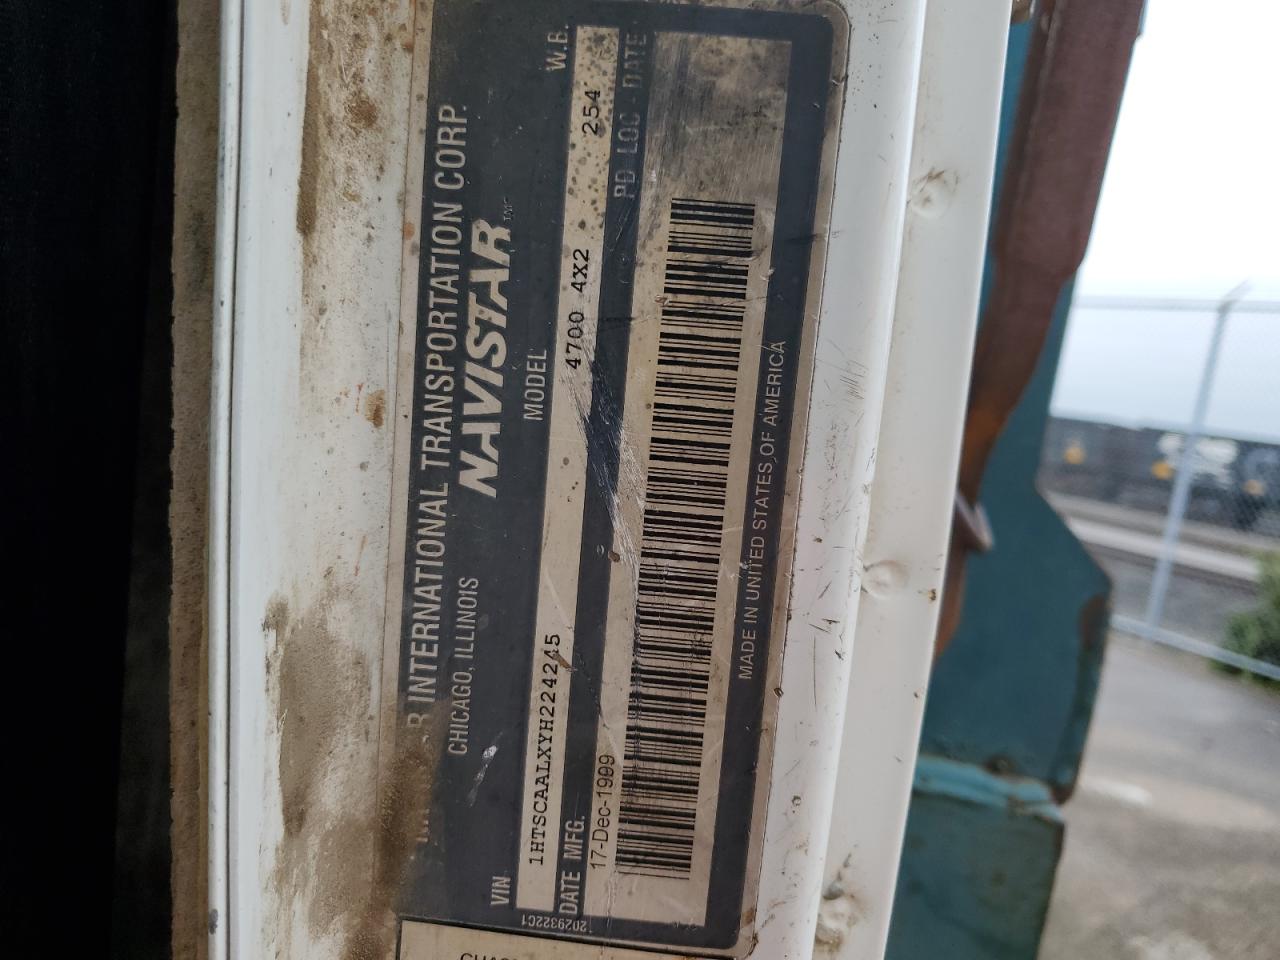 R INTERNATIONAL TRANSPORTATION CORP.
CHICAGO, ILLINOIS
NAVISTAR™
VIN
MODEL
W.B.
1HTSCAALXYH224245
4700 4X2
254
DATE MFG.
PD LOC - DATE
17-Dec-1999
MADE IN UNITED STATES OF AMERICA
2029322C1